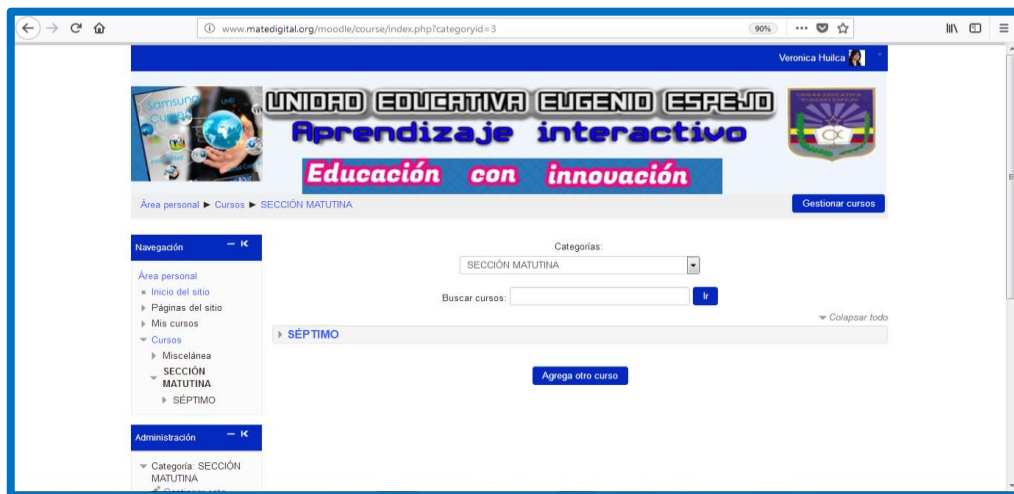 www.matedigital.org/moodle/course/index.php?categoryid=3
90%
Veronica Huilca
Samsung
UNIDAD EDUCATIVA EUGENIO ESPEJO
Aprendizaje interactivo
Educación con innovación
Área personal ► Cursos ► SECCIÓN MATUTINA
Gestionar cursos
Navegación
Área personal
Inicio del sitio
Páginas del sitio
Mis cursos
Cursos
Miscelánea
SECCIÓN
MATUTINA
SÉPTIMO
Categorías:
SECCIÓN MATUTINA
Buscar cursos:
Ir
Colapsar todo
SÉPTIMO
Agrega otro curso
Administración
Categoría: SECCIÓN
MATUTINA